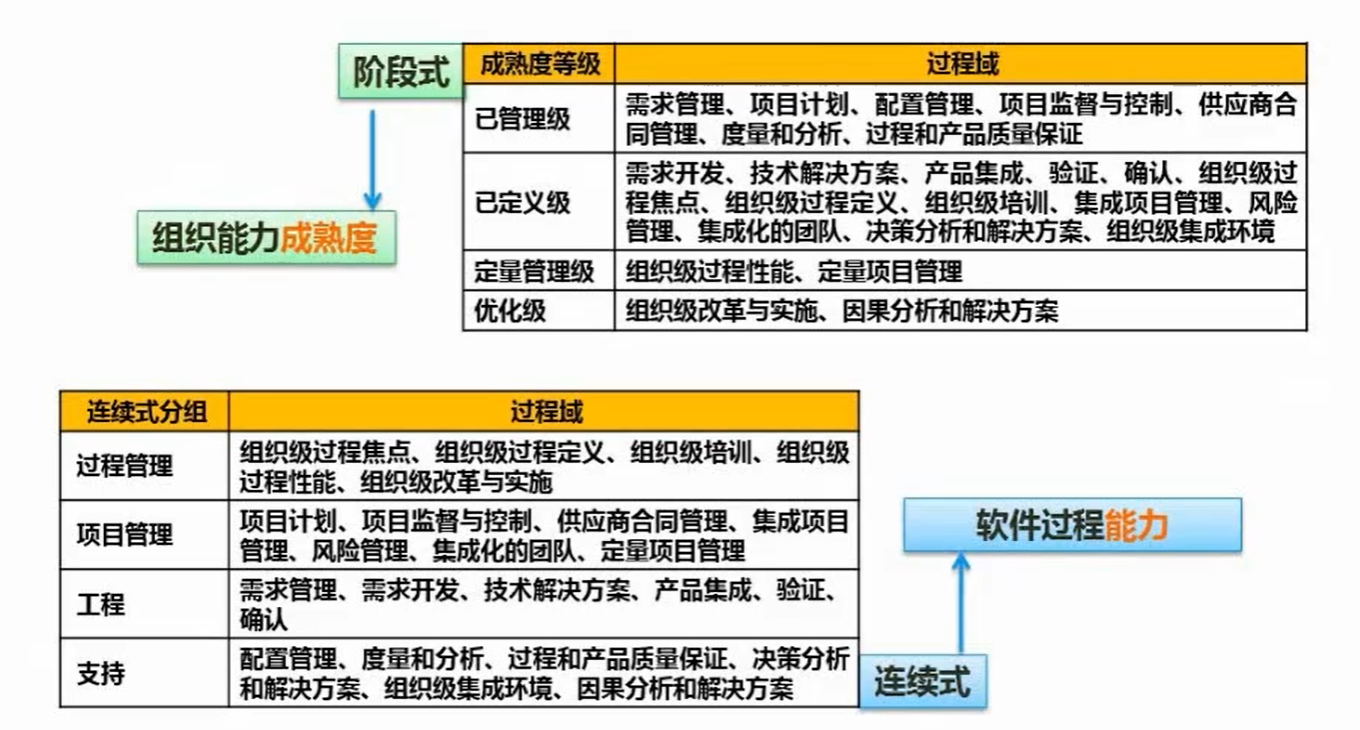 阶段式
组织能力成熟度
成熟度等级 过程域
已管理级
需求管理、项目计划、配置管理、项目监督与控制、供应商合
同管理、度量和分析、过程和产品质量保证
已定义级
需求开发、技术解决方案、产品集成、验证、确认、组织级过
程焦点、组织级过程定义、组织级培训、集成项目管理、风险
管理、集成化的团队、决策分析和解决方案、组织级集成环境
定量管理级 组织级过程性能、定量项目管理
优化级 组织级改革与实施、因果分析和解决方案
连续式分组 过程域
过程管理
组织级过程焦点、组织级过程定义、组织级培训、组织级
过程性能、组织级改革与实施
项目管理
项目计划、项目监督与控制、供应商合同管理、集成项目
管理、风险管理、集成化的团队、定量项目管理
工程
需求管理、需求开发、技术解决方案、产品集成、验证、
确认
支持
配置管理、度量和分析、过程和产品质量保证、决策分析
和解决方案、组织级集成环境、因果分析和解决方案
软件过程能力
连续式